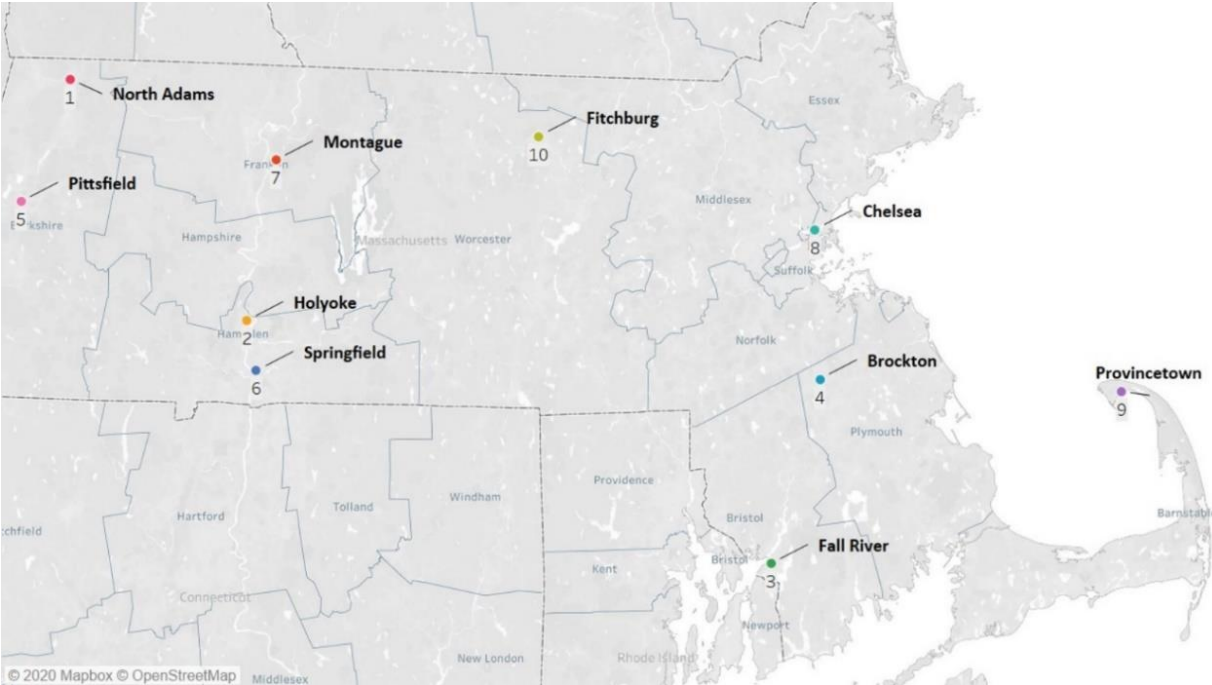 Essex
North Adams
1
Fitchburg
10
Montague
Franklin
7
Pittsfield
5
Berkshire
Middlesex
Chelsea
8
Suffolk
Hampshire
Massachusetts
Worcester
Holyoke
Hampden
2
Springfield
6
Norfolk
Brockton
4
Provincetown
9
Plymouth
Providence
Windham
Tolland
Hartford
tchfield
Bristol
Barnstabl
Fall River
Bristol
3
Kent
Connecticut
Newport
New London
Rhode Island
© 2020 Mapbox © OpenStreetMap
Middlesex